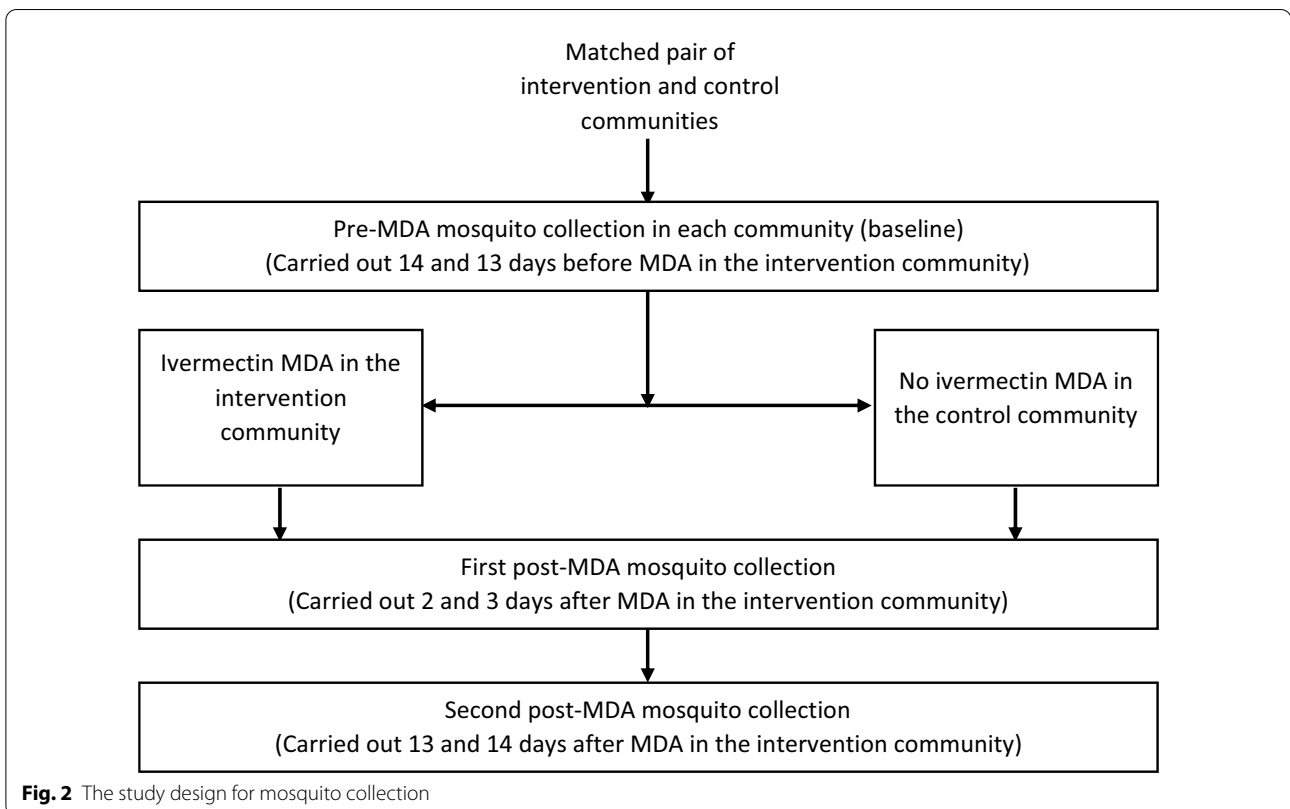 Matched pair of
intervention and control
communities
Pre-MDA mosquito collection in each community (baseline)
(Carried out 14 and 13 days before MDA in the intervention community)
Ivermectin MDA in the
intervention
community
No ivermectin MDA in
the control community
First post-MDA mosquito collection
(Carried out 2 and 3 days after MDA in the intervention community)
Second post-MDA mosquito collection
(Carried out 13 and 14 days after MDA in the intervention community)
Fig. 2 The study design for mosquito collection